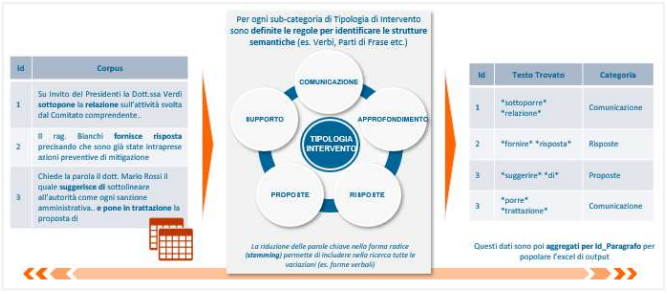 Per ogni sub-categoria di Tipologia di Intervento
sono definite le regole per identificare le strutture
semantiche (es. Verbi, Parti di Frase etc.)
Id Corpus
1
Su Invito del Presidenti la Dott.ssa Verdi
sottopone la relazione sull'attività svolta
dal Comitato comprendente..
2
Il rag. Bianchi fornisce risposta
precisando che sono già state intraprese
azioni preventive di mitigazione
3
Chiede la parola il dott. Mario Rossi il
quale suggerisce di sottolineare
all'autorità come ogni sanzione
amministrativa.. e pone in trattazione la
proposta di
COMUNICAZIONE
SUPPORTO
APPROFONDIMENTO
TIPOLOGIA
INTERVENTO
PROPOSTE
RISPOSTE
La riduzione delle parole chiave nella forma radice
(stemming) permette di includere nella ricerca tutte le
variazioni (es. forme verbali)
Id Testo Trovato Categoria
1
*sottoporre*
*relazione*
Comunicazione
2 *fornire* *risposta* Risposte
3 *suggerire* *di* Proposte
3
*porre*
*trattazione*
Comunicazione
Questi dati sono poi aggregati per Id_Paragrafo per
popolare l'excel di output